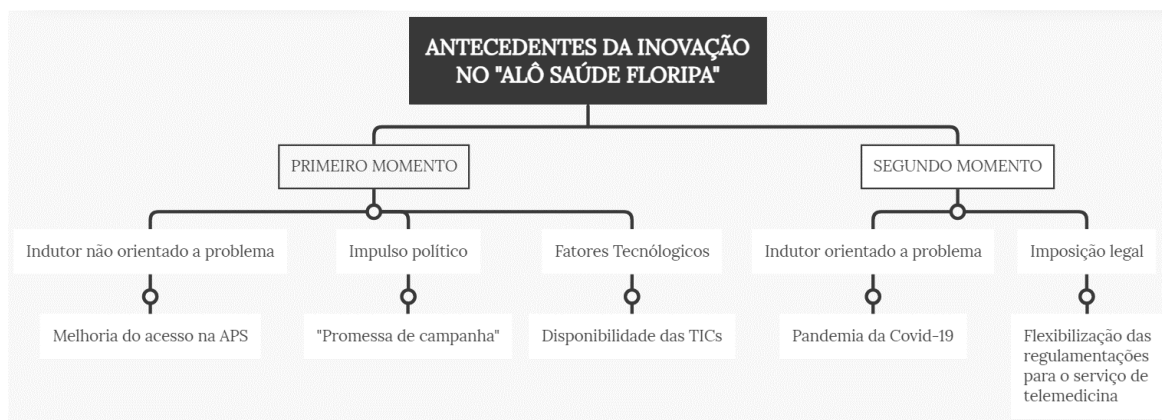 ANTECEDENTES DA INOVAÇÃO
NO "ALÔ SAÚDE FLORIPA"
PRIMEIRO MOMENTO
SEGUNDO MOMENTO
Indutor não orientado a problema
Impulso político
Fatores Tecnólogicos
Indutor orientado a problema
Imposição legal
Melhoria do acesso na APS
"Promessa de campanha"
Disponibilidade das TICs
Pandemia da Covid-19
Flexibilização das
regulamentações
para o serviço de
telemedicina